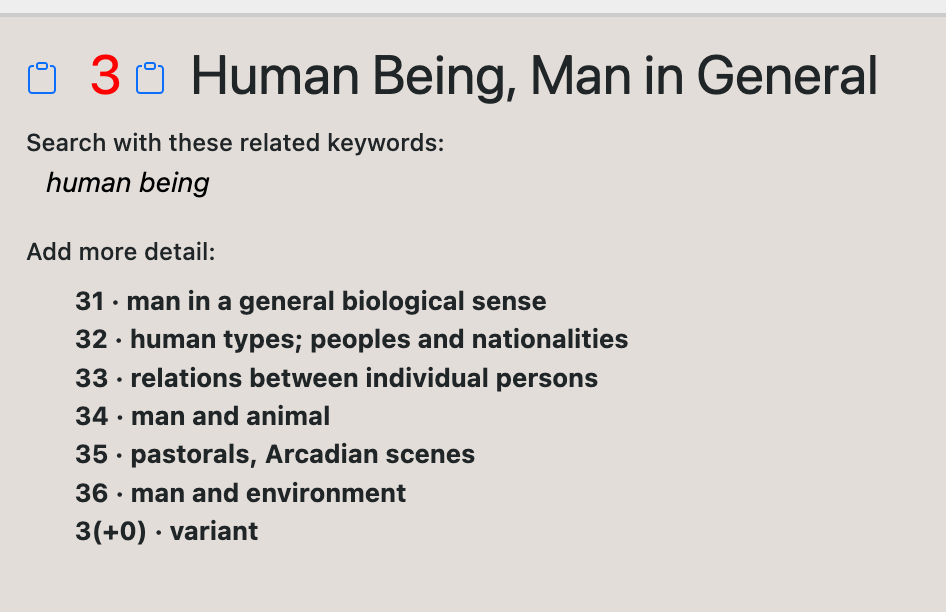 3 Human Being, Man in General
Search with these related keywords:
human being
Add more detail:
31 · man in a general biological sense
32 · human types; peoples and nationalities
33 · relations between individual persons
34 · man and animal
35 · pastorals, Arcadian scenes
36 · man and environment
3(+0) · variant